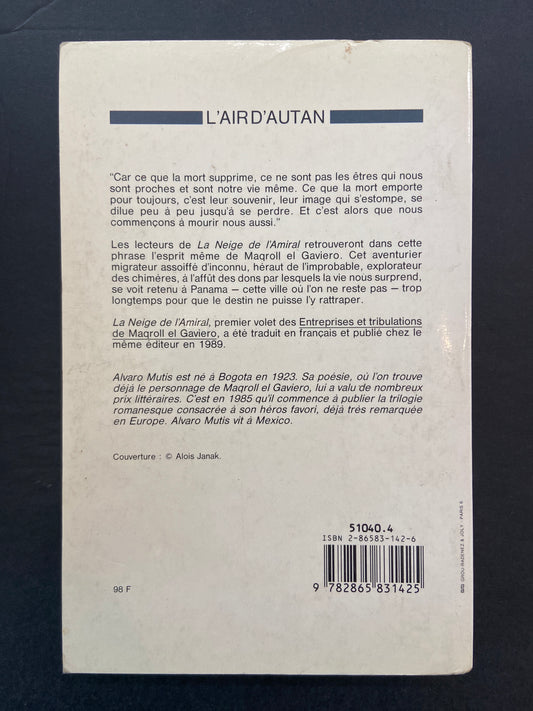 L'AIR D'AUTAN
"Car ce que la mort supprime, ce ne sont pas les êtres qui nous
sont proches et sont notre vie même. Ce que la mort emporte
pour toujours, c'est leur souvenir, leur image qui s'estompe, se
dilue peu à peu jusqu'à se perdre. Et c'est alors que nous
commençons à mourir nous aussi."
Les lecteurs de La Neige de l'Amiral retrouveront dans cette
phrase l'esprit même de Maqroll el Gaviero. Cet aventurier
migrateur assoiffé d'inconnu, héraut de l'improbable, explorateur
des chimères, à l'affût des dons par lesquels la vie nous surprend,
se voit retenu à Panama — cette ville où l'on ne reste pas — trop
longtemps pour que le destin ne puisse l'y rattraper.
La Neige de l'Amiral, premier volet des Entreprises et tribulations
de Maqroll el Gaviero, a été traduit en français et publié chez le
même éditeur en 1989.
Alvaro Mutis est né à Bogota en 1923. Sa poésie, où l'on trouve
déjà le personnage de Maqroll el Gaviero, lui a valu de nombreux
prix littéraires. C'est en 1985 qu'il commence à publier la trilogie
romanesque consacrée à son héros favori, déjà très remarquée
en Europe. Alvaro Mutis vit à Mexico.
Couverture : © Alois Janak.
51040.4
ISBN 2-86583-142-6
9 782865 831425
98 F
GROU-RADENEZ & JOLY · PARIS 6